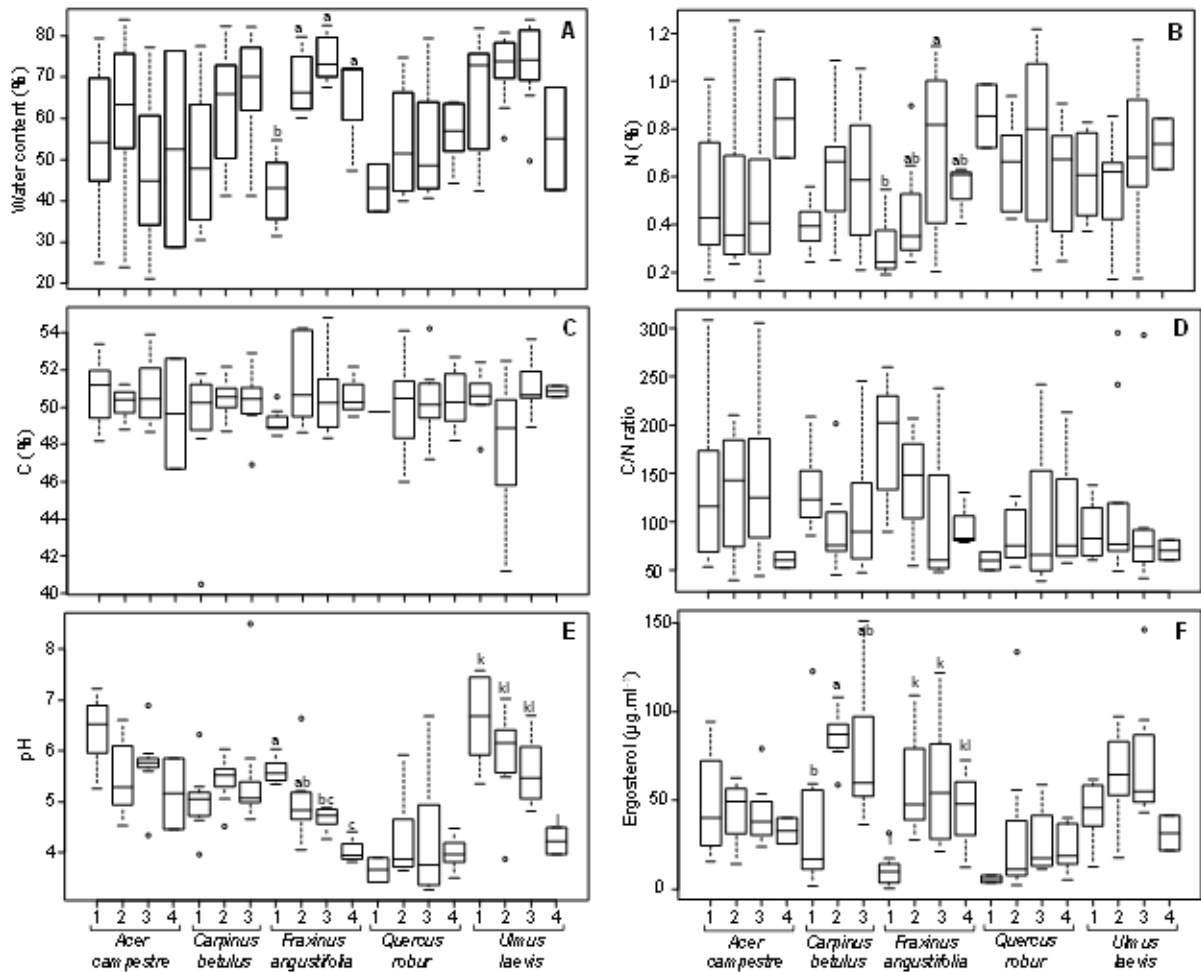 A
Water content (%)
80
70
60
50
40
30
20
b
a
a
a
B
N (%)
1.2
1.0
0.8
0.6
0.4
0.2
b
ab
a
ab
C
C (%)
54
52
50
48
46
44
42
40
D
C/N ratio
300
250
200
150
100
50
E
pH
8
7
6
5
4
a
ab
bc
c
k
kl
kl
l
1 2 3 4 1 2 3 1 2 3 4 1 2 3 4 1 2 3 4
Acer Carpinus Fraxinus Quercus Ulmus
campestre betulus angustifolia robur laevis
F
Ergosterol (µg.ml⁻¹)
150
100
50
0
b
a
ab
l
k
k
kl
1 2 3 4 1 2 3 1 2 3 4 1 2 3 4 1 2 3 4
Acer Carpinus Fraxinus Quercus Ulmus
campestre betulus angustifolia robur laevis